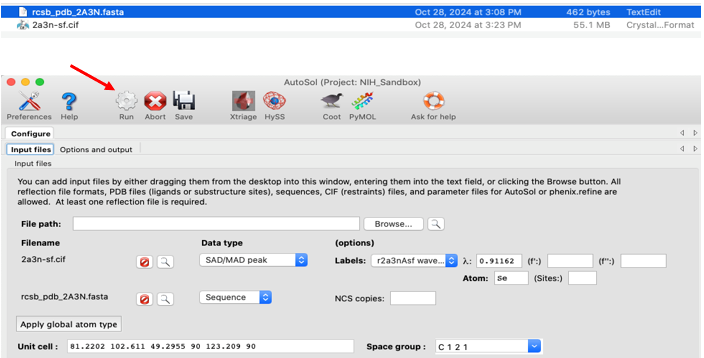 rcsb_pdb_2A3N.fasta Oct 28, 2024 at 3:08 PM 462 bytes TextEdit
2a3n-sf.cif Oct 28, 2024 at 3:23 PM 55.1 MB Crystal...Format
AutoSol (Project: NIH_Sandbox)
Preferences Help Run Abort Save Xtriage HySS Coot PyMOL Ask for help
Configure
Input files Options and output
Input files
You can add input files by either dragging them from the desktop into this window, entering them into the text field, or clicking the Browse button. All
reflection file formats, PDB files (ligands or substructure sites), sequences, CIF (restraints) files, and parameter files for AutoSol or phenix.refine are
allowed. At least one reflection file is required.
File path: Browse...
Filename Data type (options)
2a3n-sf.cif SAD/MAD peak Labels: r2a3nAsf wave... λ: 0.91162 (f':) (f'':)
Atom: Se (Sites:)
rcsb_pdb_2A3N.fasta Sequence NCS copies:
Apply global atom type
Unit cell : 81.2202 102.611 49.2955 90 123.209 90 Space group : C 1 2 1